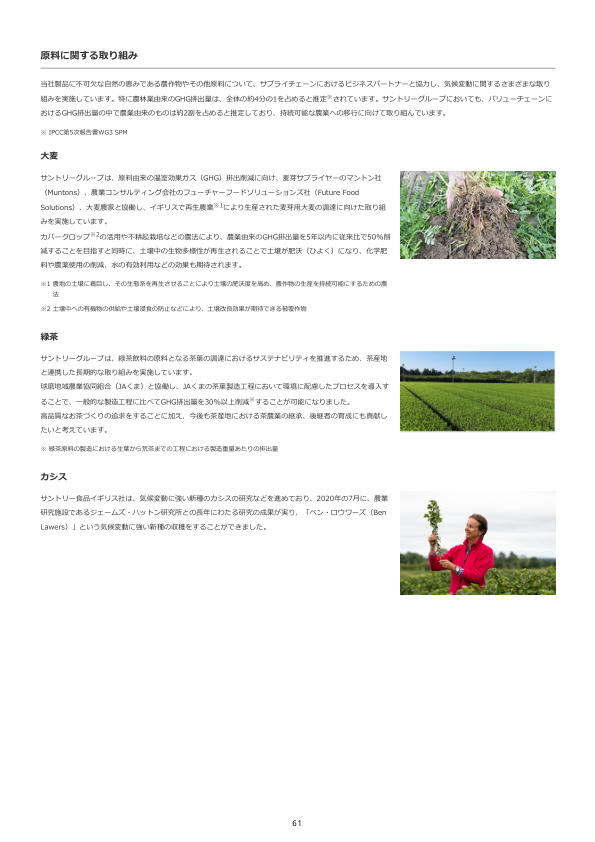 原料に関する取り組み
当社製品に不可欠な自然の恵みである農作物やその他原料について、サプライチェーンにおけるビジネスパートナーと協力し、気候変動に関するさまざまな取り
組みを実施しています。特に農林業由来のGHG排出量は、全体の約4分の1を占めると推定※されています。サントリーグループにおいても、バリューチェーンに
おけるGHG排出量の中で農業由来のものは約2割を占めると推定しており、持続可能な農業への移行に向けて取り組んでいます。
※ IPCC第5次報告書WG3 SPM
大麦
サントリーグループは、原料由来の温室効果ガス（GHG）排出削減に向け、麦芽サプライヤーのマントン社
（Muntons）、農業コンサルティング会社のフューチャーフードソリューションズ社（Future Food
Solutions）、大麦農家と協働し、イギリスで再生農業※1により生産された麦芽用大麦の調達に向けた取り組
みを実施しています。
カバークロップ※2の活用や不耕起栽培などの農法により、農業由来のGHG排出量を5年以内に従来比で50％削
減することを目指すと同時に、土壌中の生物多様性が再生されることで土壌が肥沃（ひよく）になり、化学肥
料や農薬使用の削減、水の有効利用などの効果も期待されます。
※1 農地の土壌に着目し、その生態系を再生させることにより土壌の肥沃度を高め、農作物の生産を持続可能にするための農
法
※2 土壌中への有機物の供給や土壌浸食の防止などにより、土壌改良効果が期待できる被覆作物
緑茶
サントリーグループは、緑茶飲料の原料となる茶葉の調達におけるサステナビリティを推進するため、茶産地
と連携した長期的な取り組みを実施しています。
球磨地域農業協同組合（JAくま）と協働し、JAくまの茶葉製造工程において環境に配慮したプロセスを導入す
ることで、一般的な製造工程に比べてGHG排出量を30％以上削減※することが可能になりました。
高品質なお茶づくりの追求をすることに加え、今後も茶産地における茶農業の継承、後継者の育成にも貢献し
たいと考えています。
※ 緑茶原料の製造における生葉から荒茶までの工程における製造重量あたりの排出量
カシス
サントリー食品イギリス社は、気候変動に強い新種のカシスの研究などを進めており、2020年の7月に、農業
研究施設であるジェームズ・ハットン研究所との長年にわたる研究の成果が実り、「ベン・ロウワーズ（Ben
Lawers）」という気候変動に強い新種の収穫をすることができました。
61